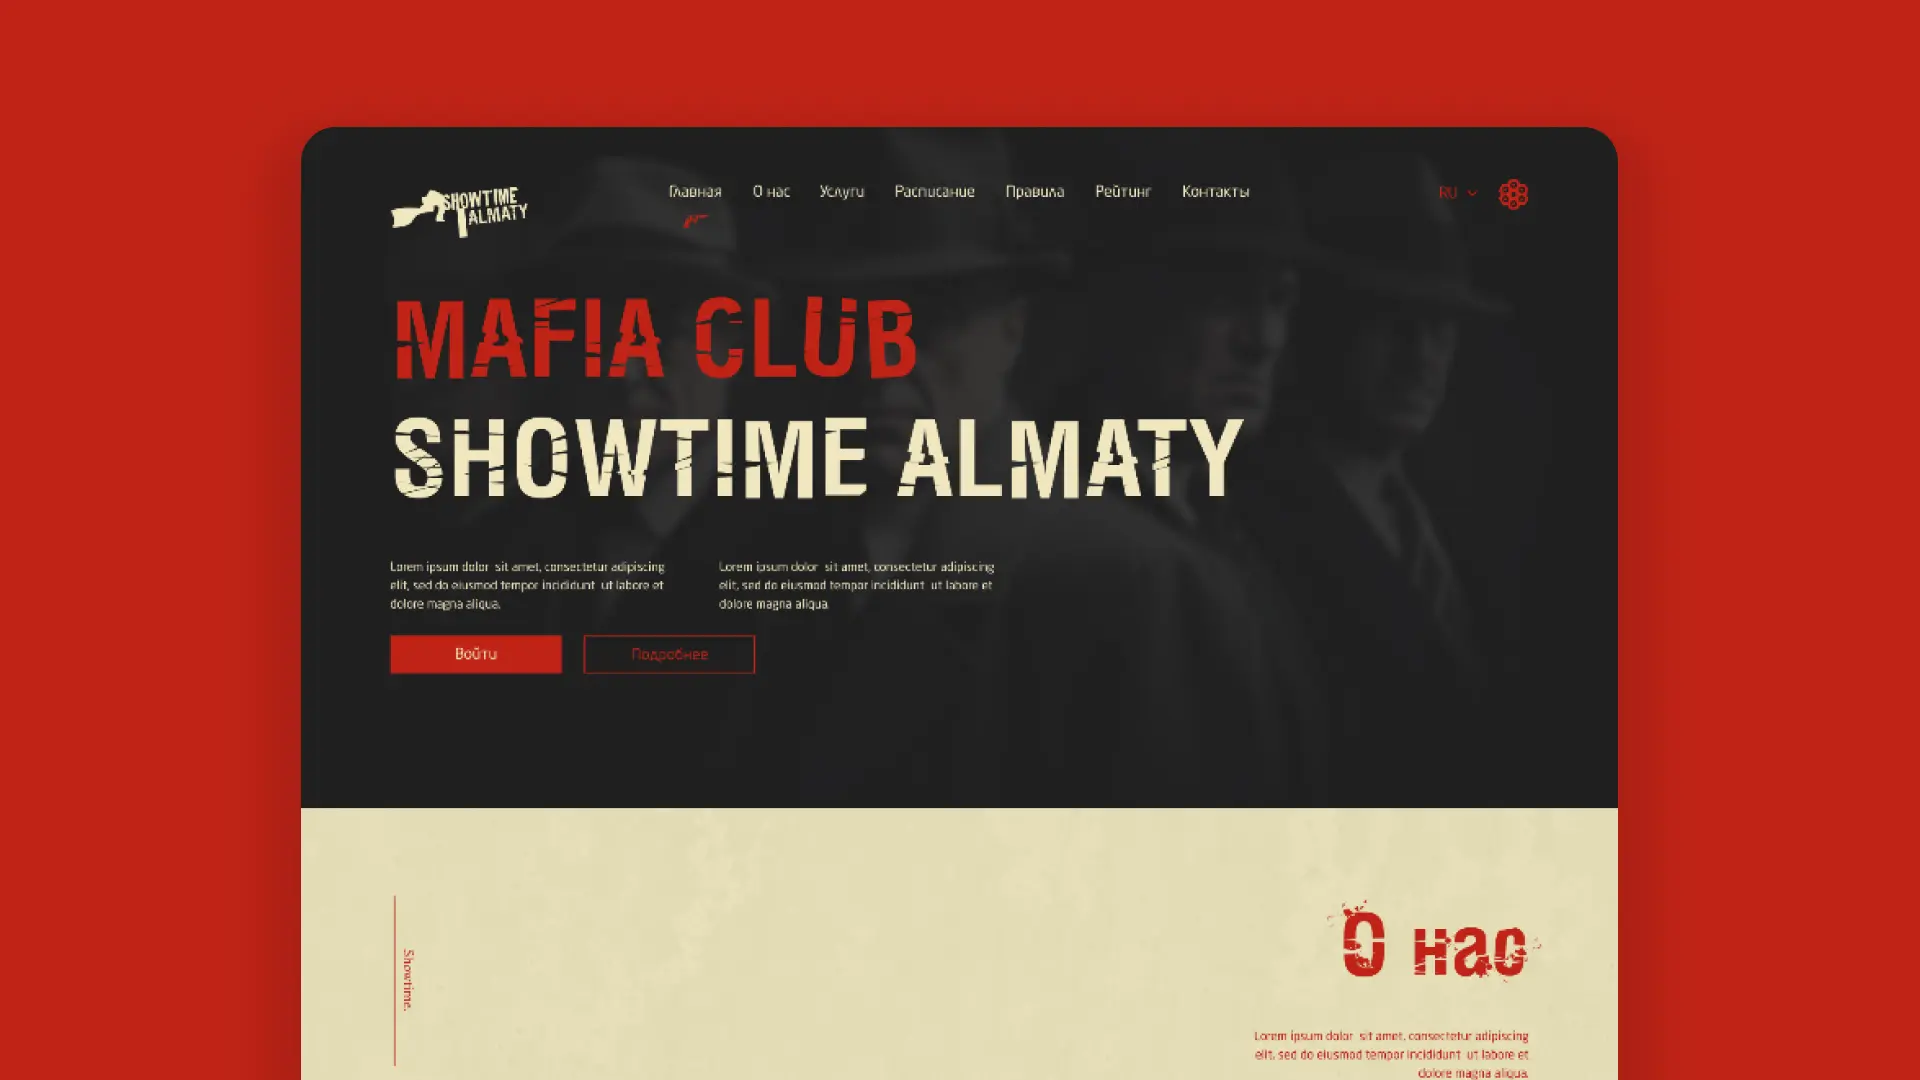 SHOWTIME
ALMATY
Главная О нас Услуги Расписание Правила Рейтинг Контакты
RU
MAFIA CLUB
SHOWTIME ALMATY
Lorem ipsum dolor sit amet, consectetur adipiscing
elit, sed do eiusmod tempor incididunt ut labore et
dolore magna aliqua.
Lorem ipsum dolor sit amet, consectetur adipiscing
elit, sed do eiusmod tempor incididunt ut labore et
dolore magna aliqua.
Войти
Подробнее
О нас
Showtime.
Lorem ipsum dolor sit amet, consectetur adipiscing
elit, sed do eiusmod tempor incididunt ut labore et
dolore magna aliqua.